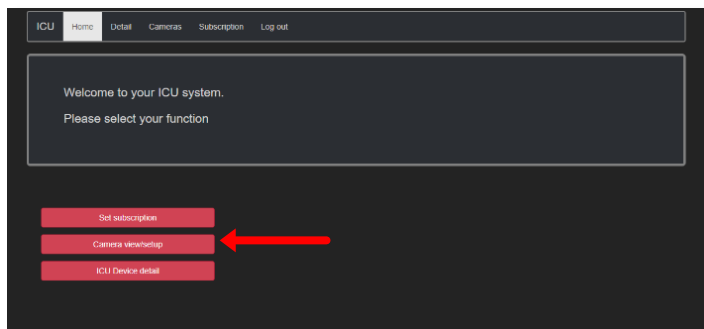 ICU Home Detail Cameras Subscription Log out
Welcome to your ICU system.
Please select your function
Set subscription
Camera view/setup
ICU Device detail